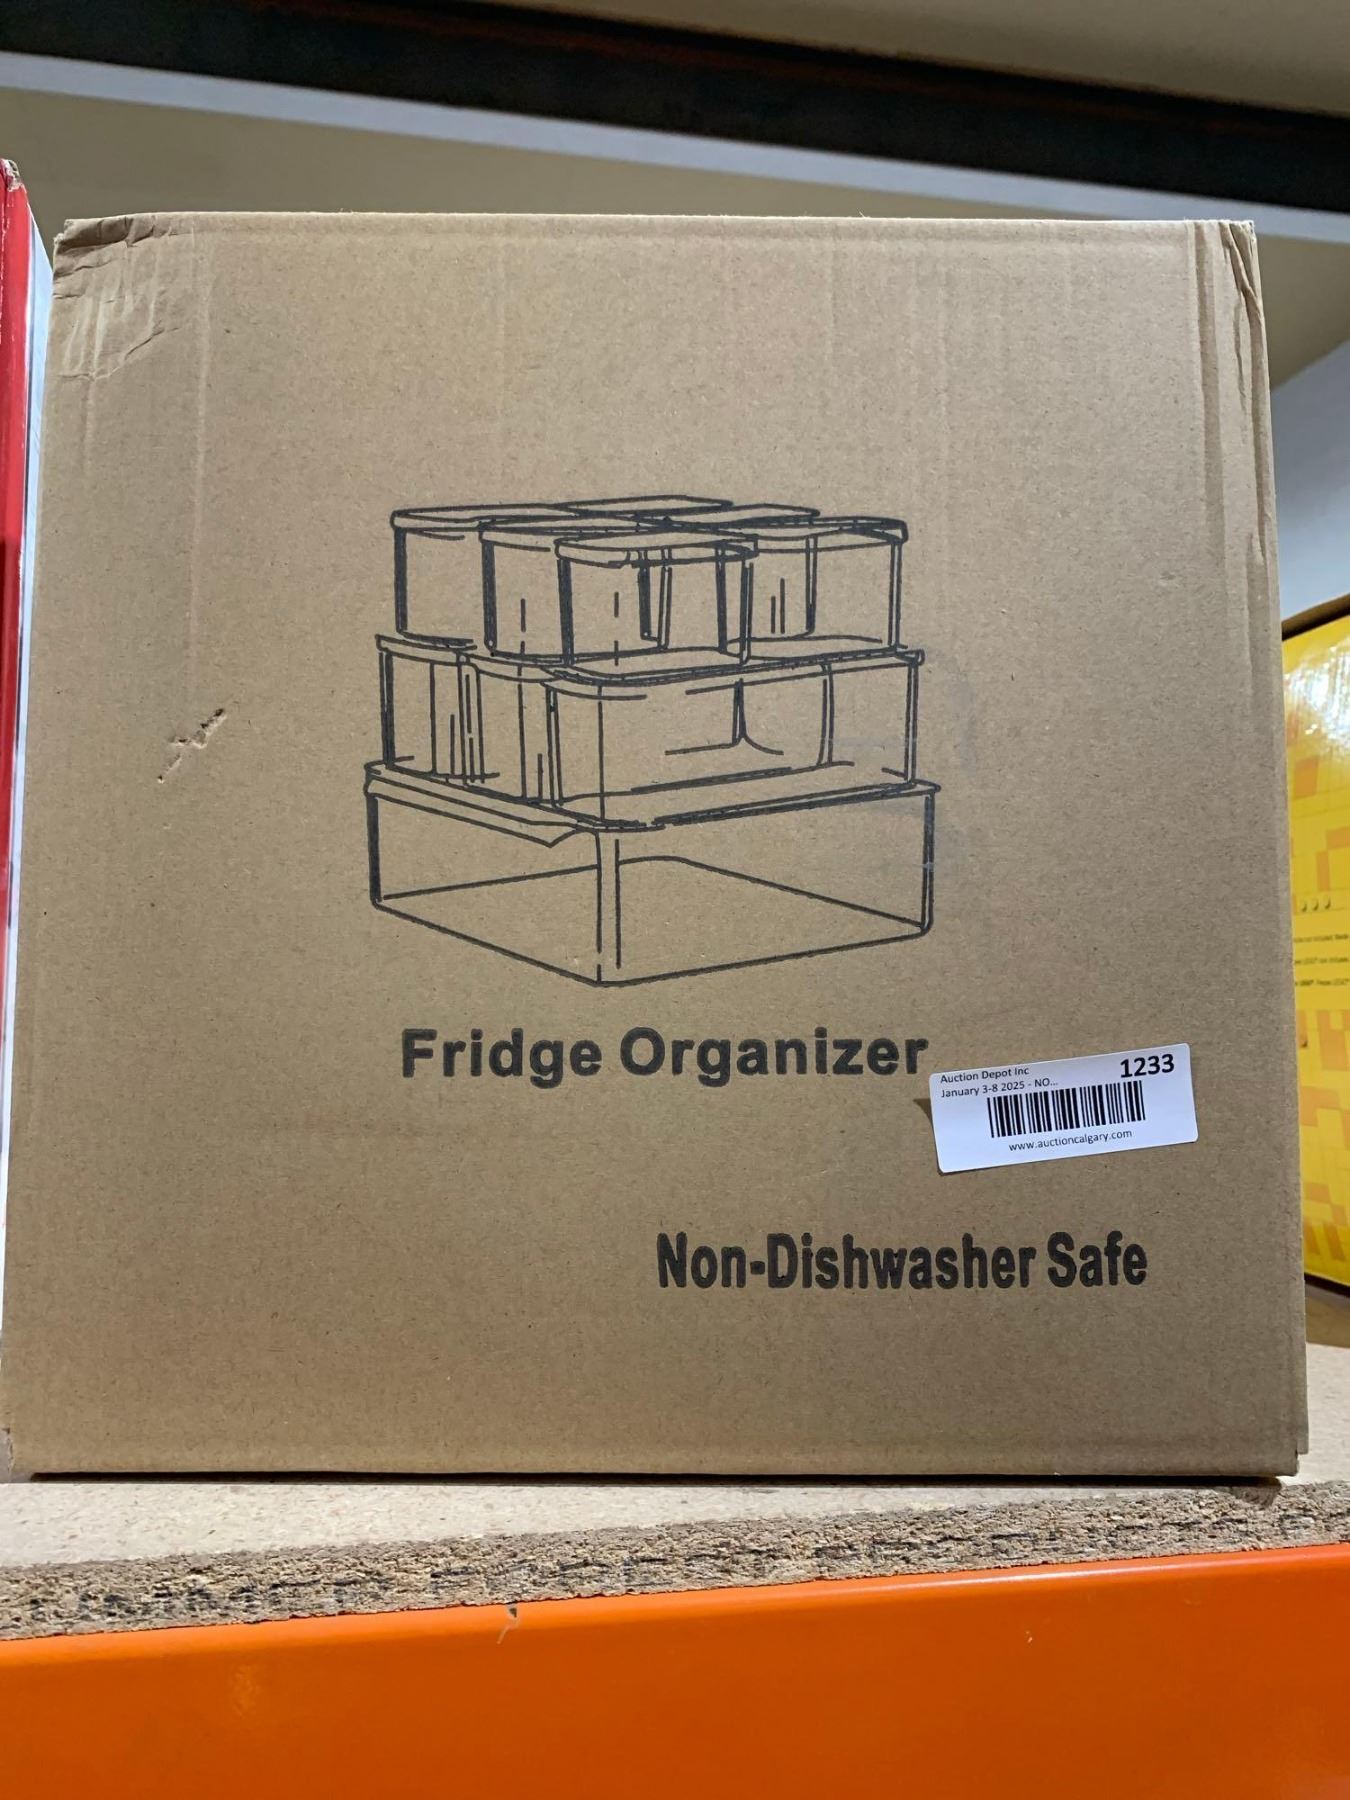 Fridge Organizer
Auction Depot Inc
1233
January 3-8 2025 - NO...
www.auctioncalgary.com
Non-Dishwasher Safe